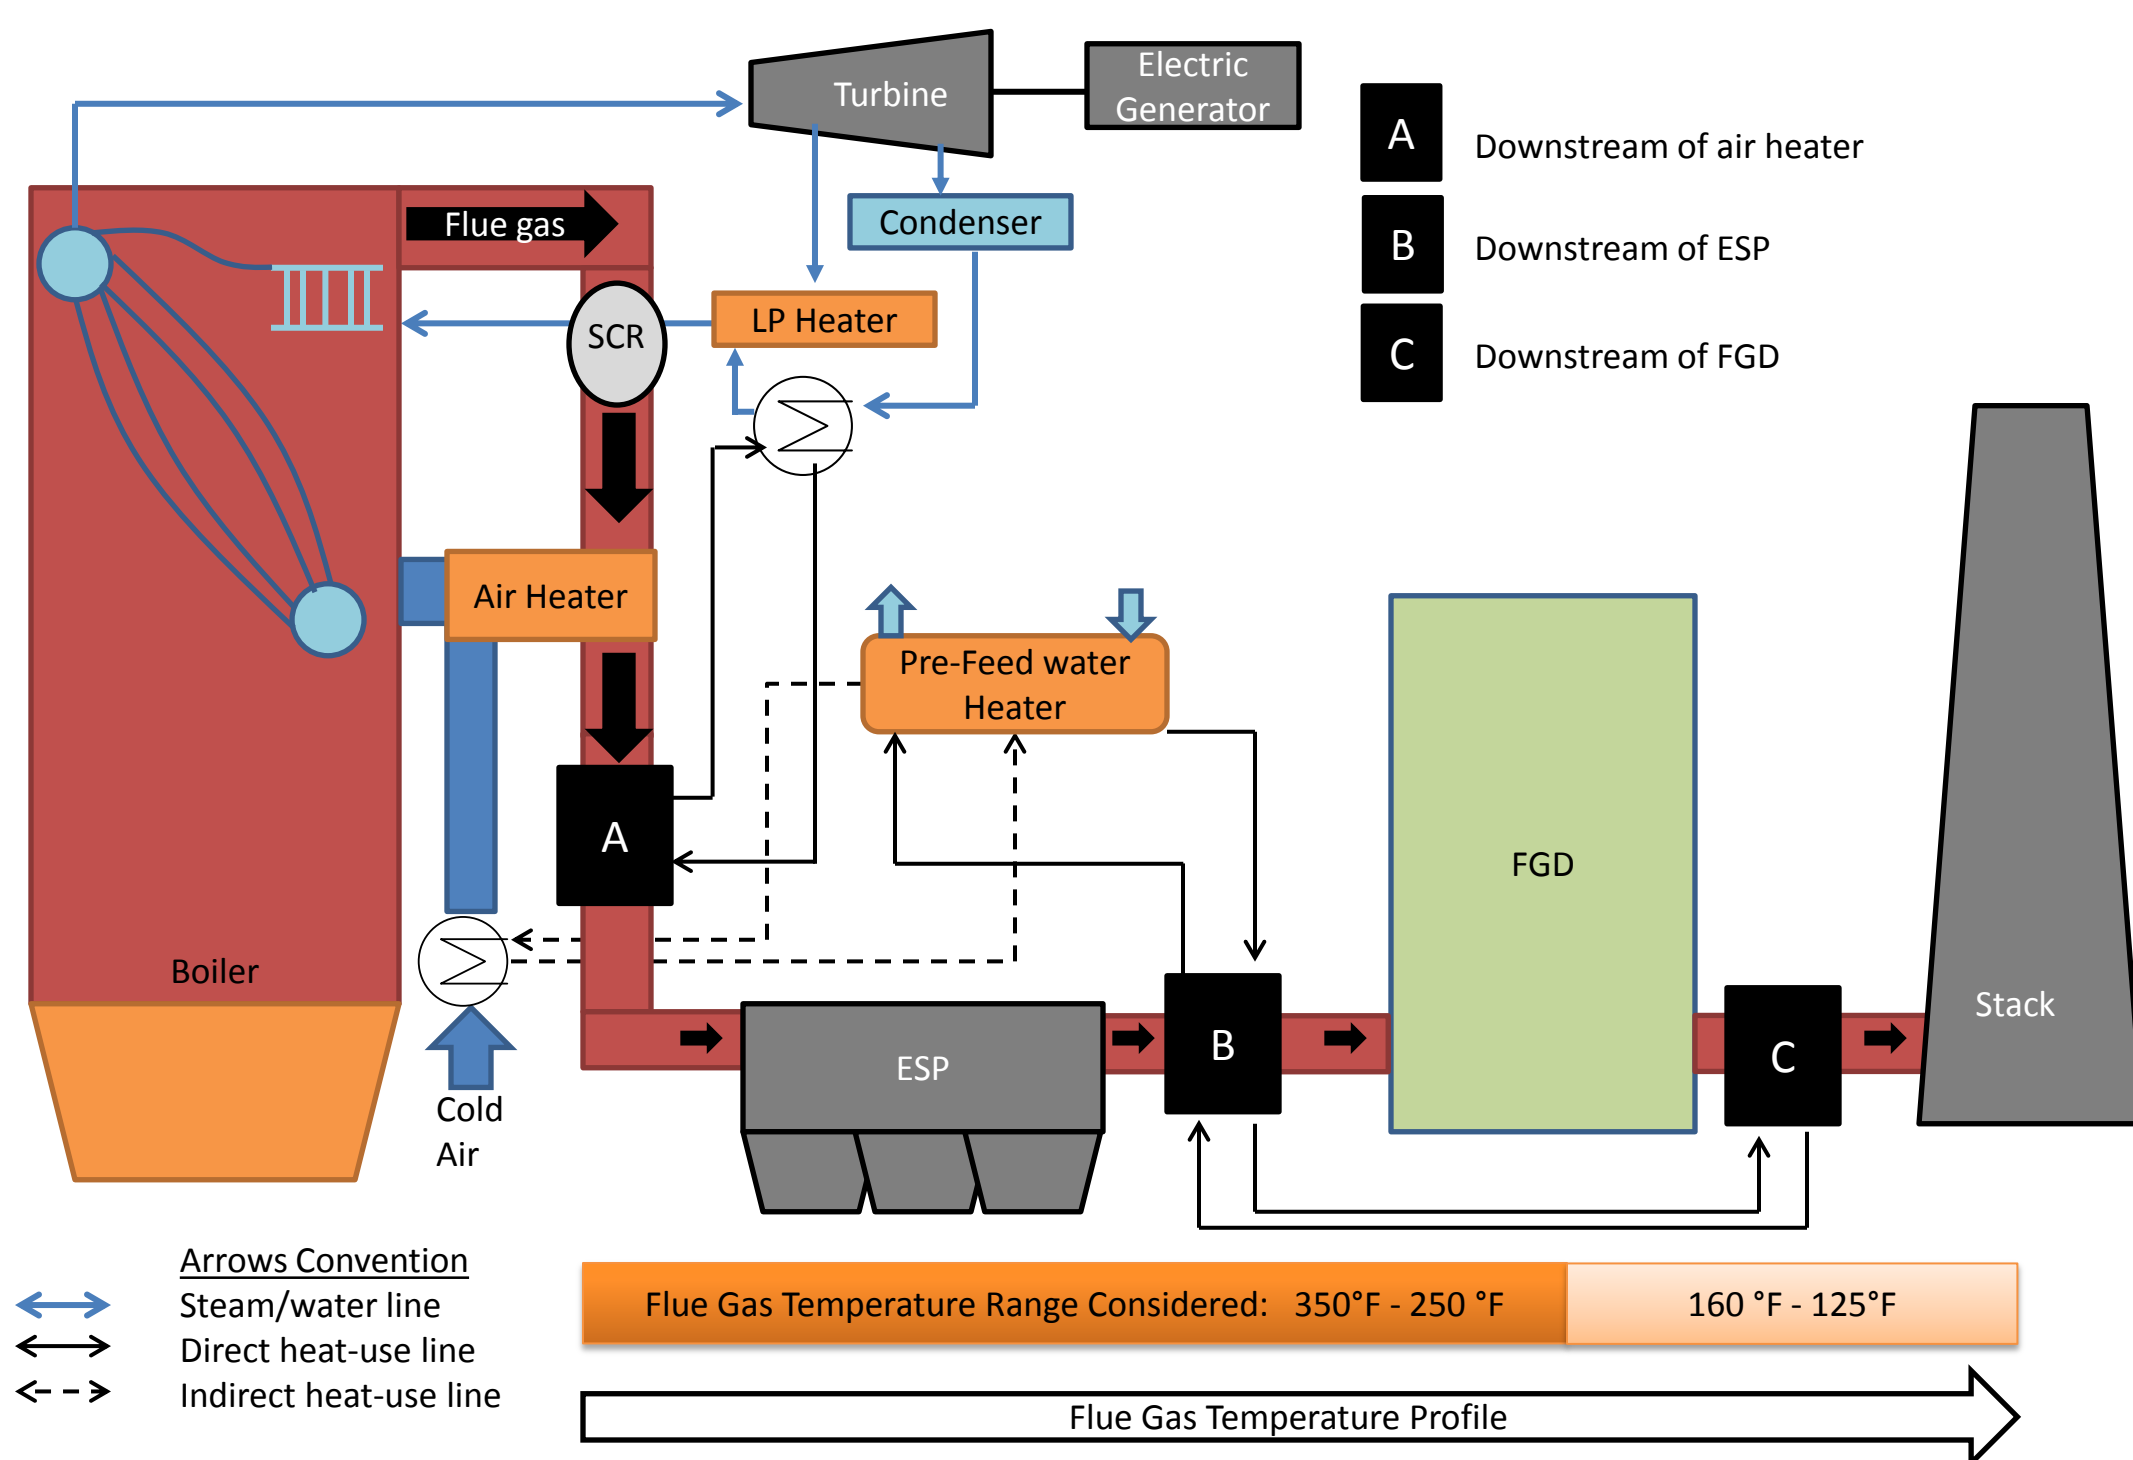 Turbine
Electric
Generator
A
Downstream of air heater
Flue gas
Condenser
B
Downstream of ESP
LP Heater
SCR
C
Downstream of FGD
Air Heater
Pre-Feed water
Heater
A
FGD
Boiler
Stack
B
C
ESP
Cold
Air
Arrows Convention
Steam/water line
Direct heat-use line
Indirect heat-use line
Flue Gas Temperature Range Considered: 350°F - 250 °F
160 °F - 125°F
Flue Gas Temperature Profile